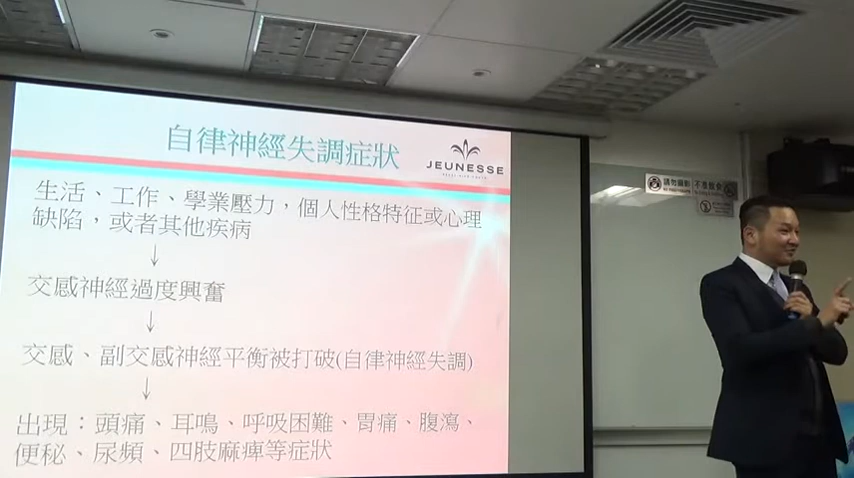 自律神經失調症狀
JEUNESSE
生活、工作、學業壓力，個人性格特征或心理
缺陷，或者其他疾病
↓
交感神經過度興奮
↓
交感、副交感神經平衡被打破(自律神經失調)
↓
出現：頭痛、耳鳴、呼吸困難、胃痛、腹瀉、
便秘、尿頻、四肢麻痺等症狀
請勿攝影 不准飲食